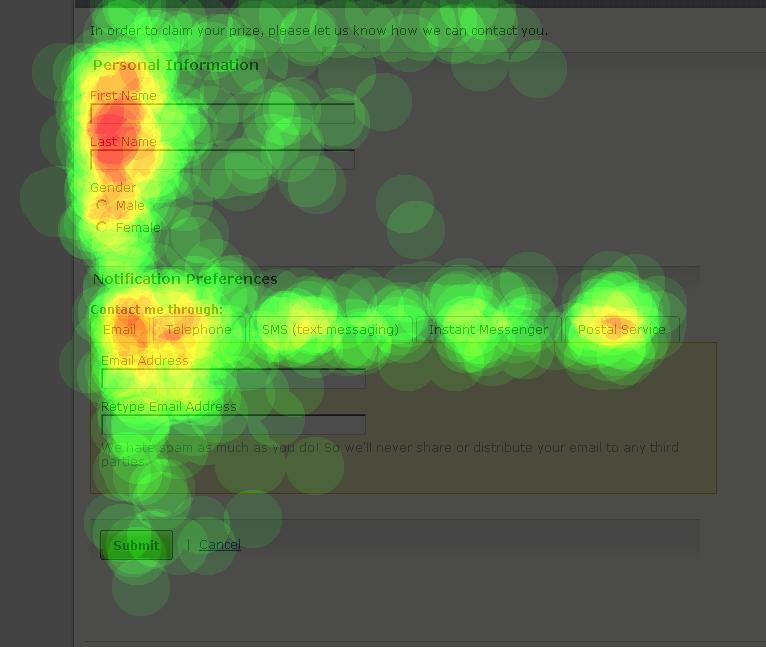 In order to claim your prize, please let us know how we can contact you.
Personal Information
First Name
Last Name
Gender
Male
Female
Notification Preferences
Contact me through:
Email Telephone SMS (text messaging) Instant Messenger Postal Service
Email Address
Retype Email Address
We hate spam as much as you do! So we'll never share or distribute your email to any third
parties.
Submit | Cancel